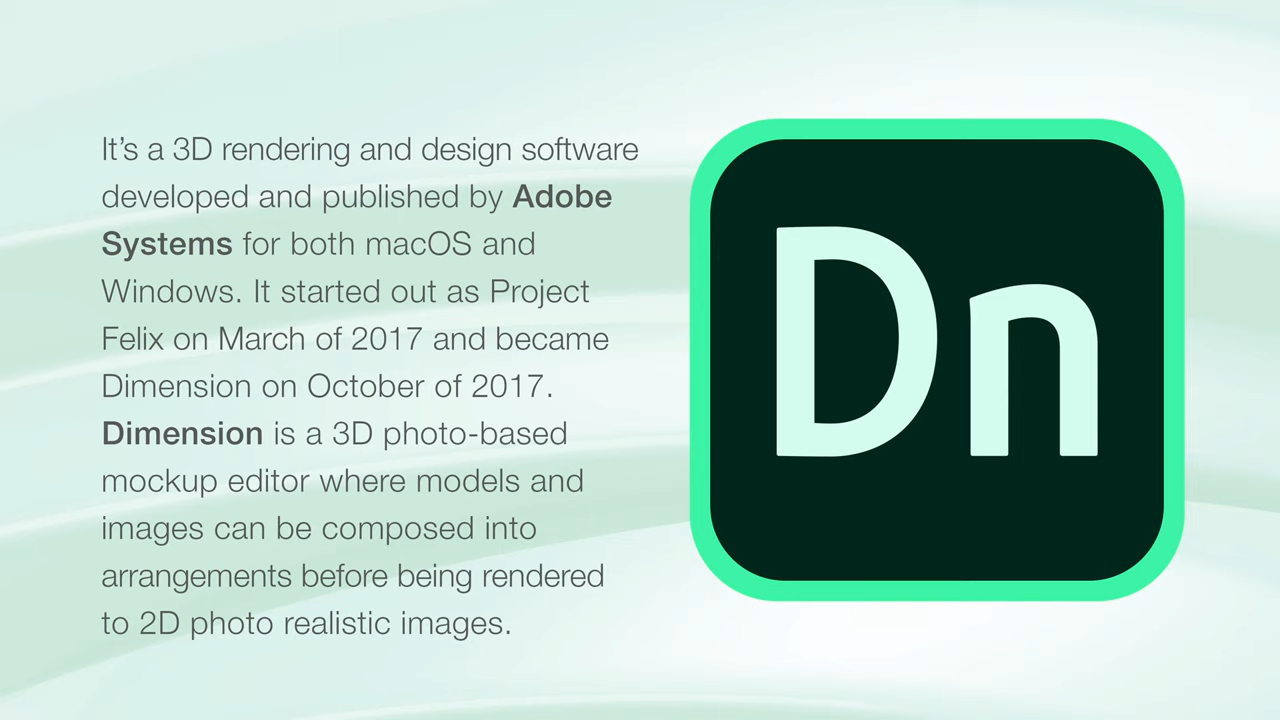 It’s a 3D rendering and design software
developed and published by Adobe
Systems for both macOS and
Windows. It started out as Project
Felix on March of 2017 and became
Dimension on October of 2017.
Dimension is a 3D photo-based
mockup editor where models and
images can be composed into
arrangements before being rendered
to 2D photo realistic images.
Dn